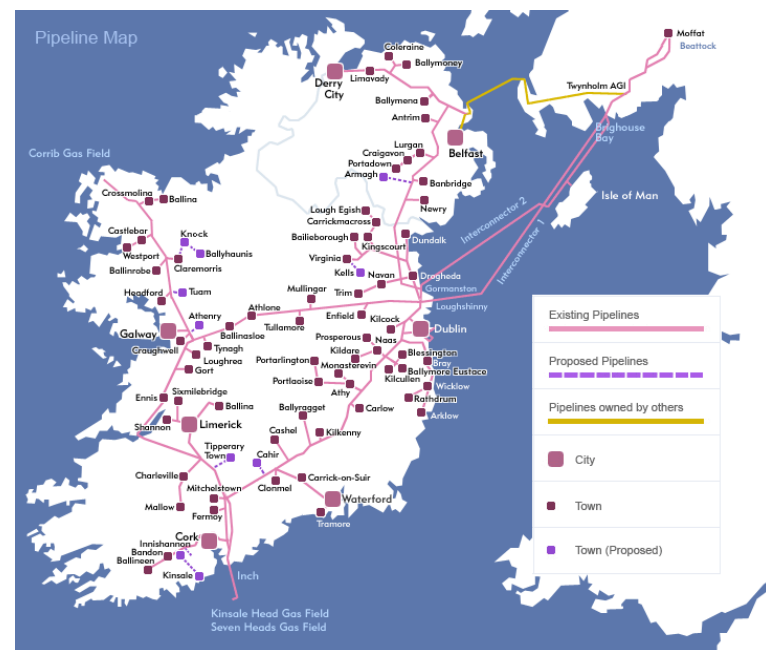 Pipeline Map
Moffat
Beattock
Coleraine
Ballymoney
Derry
City
Limavady
Twynholm AGI
Ballymena
Antrim
Brighouse
Bay
Belfast
Lurgan
Craigavon
Portadown
Armagh
Banbridge
Corrib Gas Field
Isle of Man
Crossmolina
Ballina
Newry
Lough Egish
Carrickmacross
Interconnector 2
Interconnector 1
Castlebar
Knock
Bailieborough
Dundalk
Kingscourt
Westport
Ballyhaunis
Claremorris
Virginia
Ballinrobe
Kells
Navan
Drogheda
Gormanston
Headford
Tuam
Mullingar
Trim
Loughshinny
Athlone
Athenry
Enfield
Kilcock
Galway
Tullamore
Dublin
Ballinasloe
Craughwell
Tynagh
Prosperous
Naas
Kildare
Blessington
Loughrea
Gort
Portarlington
Monasterevin
Bray
Ballymore Eustace
Kilcullen
Portlaoise
Athy
Wicklow
Ennis
Sixmilebridge
Rathdrum
Ballina
Ballyragget
Carlow
Arklow
Shannon
Limerick
Cashel
Kilkenny
Tipperary
Town
Cahir
Charleville
Mitchelstown
Clonmel
Carrick-on-Suir
Waterford
Mallow
Fermoy
Tramore
Cork
Innishannon
Bandon
Ballineen
Kinsale
Inch
Kinsale Head Gas Field
Seven Heads Gas Field
Existing Pipelines
Proposed Pipelines
Pipelines owned by others
City
Town
Town (Proposed)